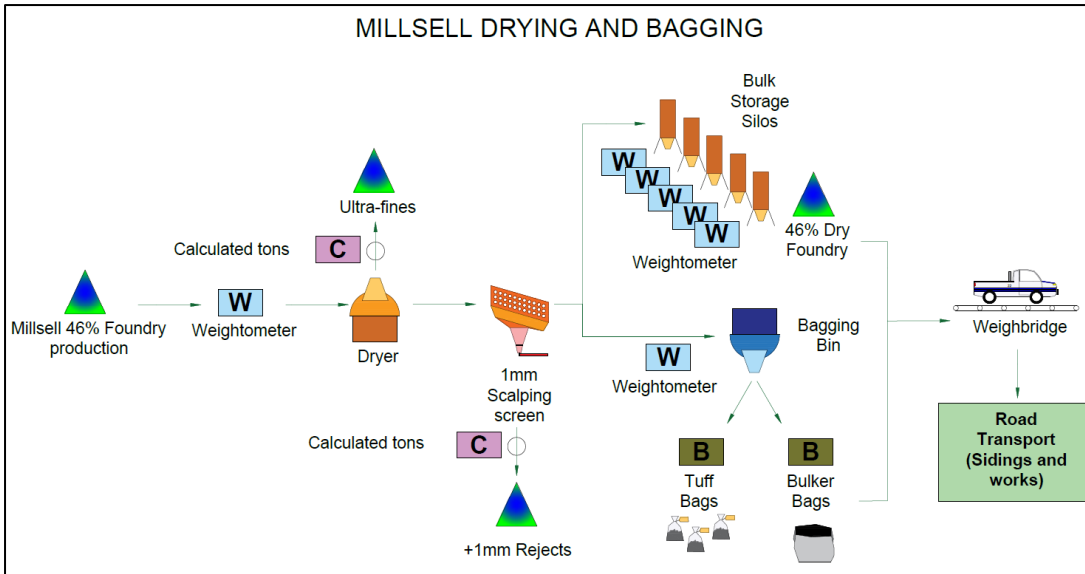 MILLSELL DRYING AND BAGGING
Bulk
Storage
Silos
W
W
W
W
W
Weightometer
46% Dry
Foundry
Ultra-fines
Calculated tons
C
Millsell 46% Foundry
production
W
Weightometer
Dryer
1mm
Scalping
screen
Calculated tons
C
+1mm Rejects
W
Weightometer
Bagging
Bin
B
Tuff
Bags
B
Bulker
Bags
Weighbridge
Road
Transport
(Sidings and
works)